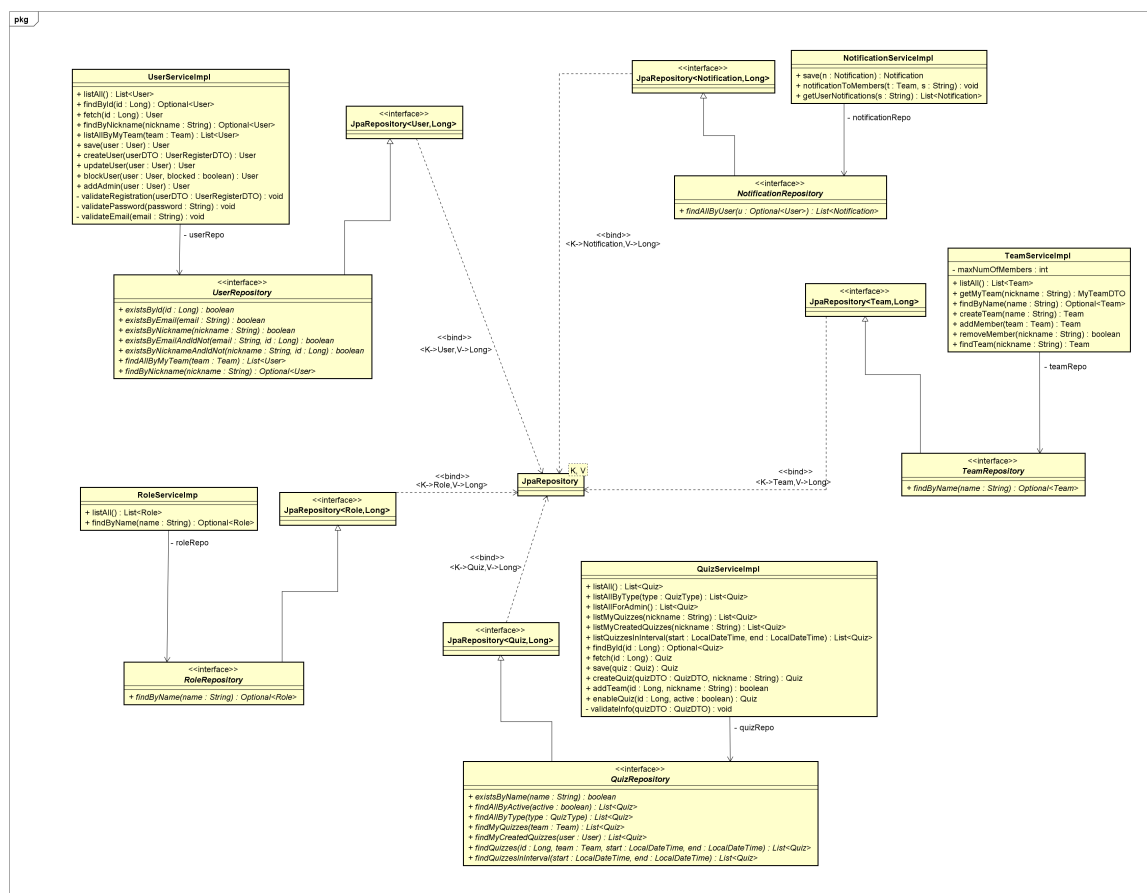 pkg
UserServiceImpl
+ listAll() : List<User>
+ findById(id : Long) : Optional<User>
+ fetch(id : Long) : User
+ findByNickname(nickname : String) : Optional<User>
+ listAllByMyTeam(team : Team) : List<User>
+ save(user : User) : User
+ createUser(userDTO : UserRegisterDTO) : User
+ updateUser(user : User) : User
+ blockUser(user : User, blocked : boolean) : User
+ addAdmin(user : User) : User
- validateRegistration(userDTO : UserRegisterDTO) : void
- validatePassword(password : String) : void
- validateEmail(email : String) : void
- userRepo
<<interface>>
JpaRepository<User,Long>
<<interface>>
UserRepository
+ existsById(id : Long) : boolean
+ existsByEmail(email : String) : boolean
+ existsByNickname(nickname : String) : boolean
+ existsByEmailAndIdNot(email : String, id : Long) : boolean
+ existsByNicknameAndIdNot(nickname : String, id : Long) : boolean
+ findAllByMyTeam(team : Team) : List<User>
+ findByNickname(nickname : String) : Optional<User>
<<bind>>
<K->User,V->Long>
<<interface>>
JpaRepository<Notification,Long>
NotificationServiceImpl
+ save(n : Notification) : Notification
+ notificationToMembers(t : Team, s : String) : void
+ getUserNotifications(s : String) : List<Notification>
- notificationRepo
<<interface>>
NotificationRepository
+ findAllByUser(u : Optional<User>) : List<Notification>
<<bind>>
<K->Notification,V->Long>
TeamServiceImpl
- maxNumOfMembers : int
+ listAll() : List<Team>
+ getMyTeam(nickname : String) : MyTeamDTO
+ findByName(name : String) : Optional<Team>
+ createTeam(name : String) : Team
+ addMember(team : Team) : Team
+ removeMember(nickname : String) : boolean
+ findTeam(nickname : String) : Team
- teamRepo
<<interface>>
JpaRepository<Team,Long>
<<interface>>
TeamRepository
+ findByName(name : String) : Optional<Team>
<<bind>>
<K->Team,V->Long>
K, V
JpaRepository
<<bind>>
<K->Role,V->Long>
RoleServiceImp
+ listAll() : List<Role>
+ findByName(name : String) : Optional<Role>
- roleRepo
<<interface>>
JpaRepository<Role,Long>
<<interface>>
RoleRepository
+ findByName(name : String) : Optional<Role>
<<bind>>
<K->Quiz,V->Long>
<<interface>>
JpaRepository<Quiz,Long>
QuizServiceImpl
+ listAll() : List<Quiz>
+ listAllByType(type : QuizType) : List<Quiz>
+ listAllForAdmin() : List<Quiz>
+ listMyQuizzes(nickname : String) : List<Quiz>
+ listMyCreatedQuizzes(nickname : String) : List<Quiz>
+ listQuizzesInInterval(start : LocalDateTime, end : LocalDateTime) : List<Quiz>
+ findById(id : Long) : Optional<Quiz>
+ fetch(id : Long) : Quiz
+ save(quiz : Quiz) : Quiz
+ createQuiz(quizDTO : QuizDTO, nickname : String) : Quiz
+ addTeam(id : Long, nickname : String) : boolean
+ enableQuiz(id : Long, active : boolean) : Quiz
- validateInfo(quizDTO : QuizDTO) : void
- quizRepo
<<interface>>
QuizRepository
+ existsByName(name : String) : boolean
+ findAllByActive(active : boolean) : List<Quiz>
+ findAllByType(type : QuizType) : List<Quiz>
+ findMyQuizzes(team : Team) : List<Quiz>
+ findMyCreatedQuizzes(user : User) : List<Quiz>
+ findQuizzes(id : Long, team : Team, start : LocalDateTime, end : LocalDateTime) : List<Quiz>
+ findQuizzesInInterval(start : LocalDateTime, end : LocalDateTime) : List<Quiz>